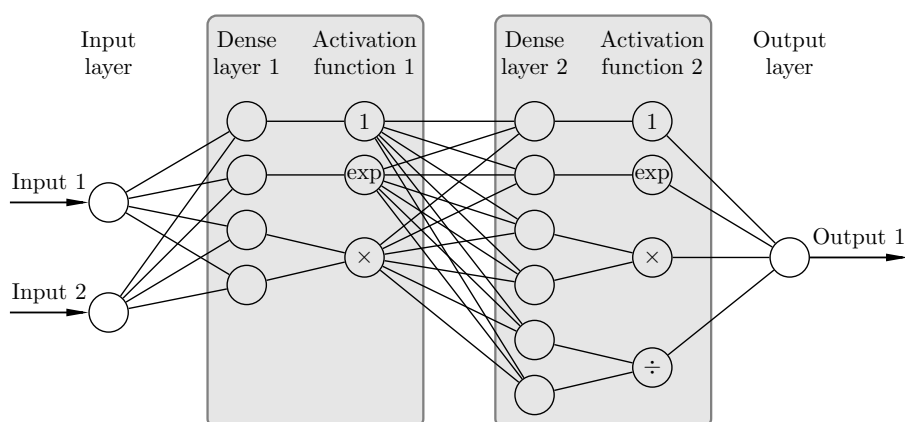 Input
layer
Dense
layer 1
Activation
function 1
Dense
layer 2
Activation
function 2
Output
layer
1
exp
×
1
exp
×
÷
Input 1
Input 2
Output 1